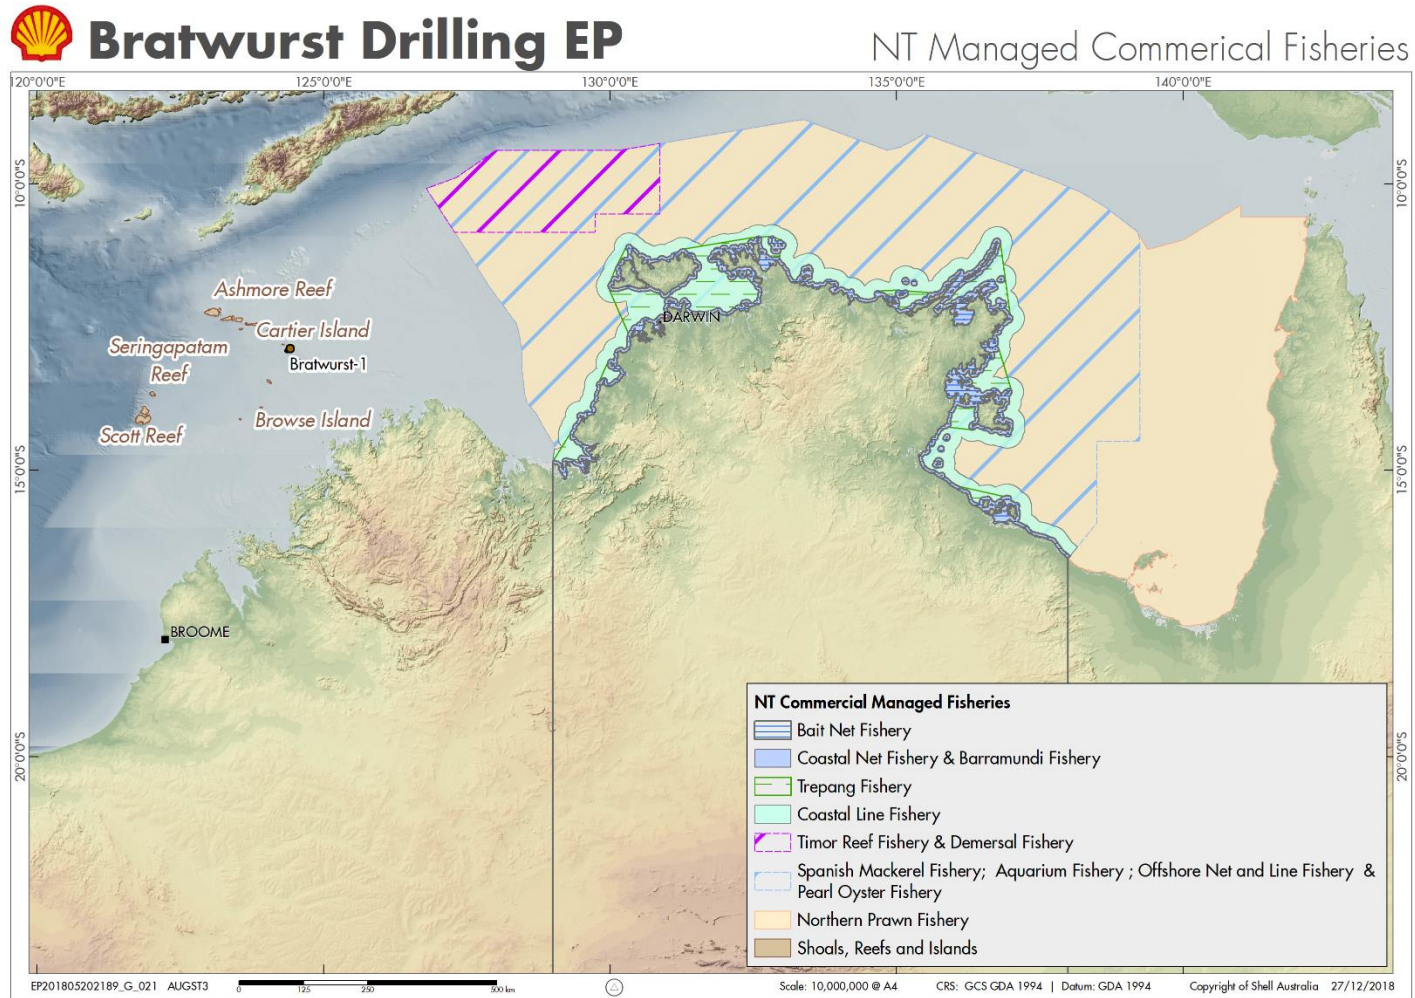 Bratwurst Drilling EP
NT Managed Commerical Fisheries
120°0'0"E
125°0'0"E
130°0'0"E
135°0'0"E
140°0'0"E
10°0'0"S
10°0'0"S
Ashmore Reef
Cartier Island
DARWIN
Seringapatam
Reef
Bratwurst-1
Scott Reef
Browse Island
15°0'0"S
15°0'0"S
BROOME
20°0'0"S
20°0'0"S
NT Commercial Managed Fisheries
Bait Net Fishery
Coastal Net Fishery & Barramundi Fishery
Trepang Fishery
Coastal Line Fishery
Timor Reef Fishery & Demersal Fishery
Spanish Mackerel Fishery;  Aquarium Fishery ; Offshore Net and Line Fishery  &
Pearl Oyster Fishery
Northern Prawn Fishery
Shoals, Reefs and Islands
EP201805202189_G_021   AUGST3
0 125 250 500 km
Scale: 10,000,000 @ A4
CRS:  GCS GDA 1994  |  Datum: GDA 1994
Copyright of Shell Australia   27/12/2018